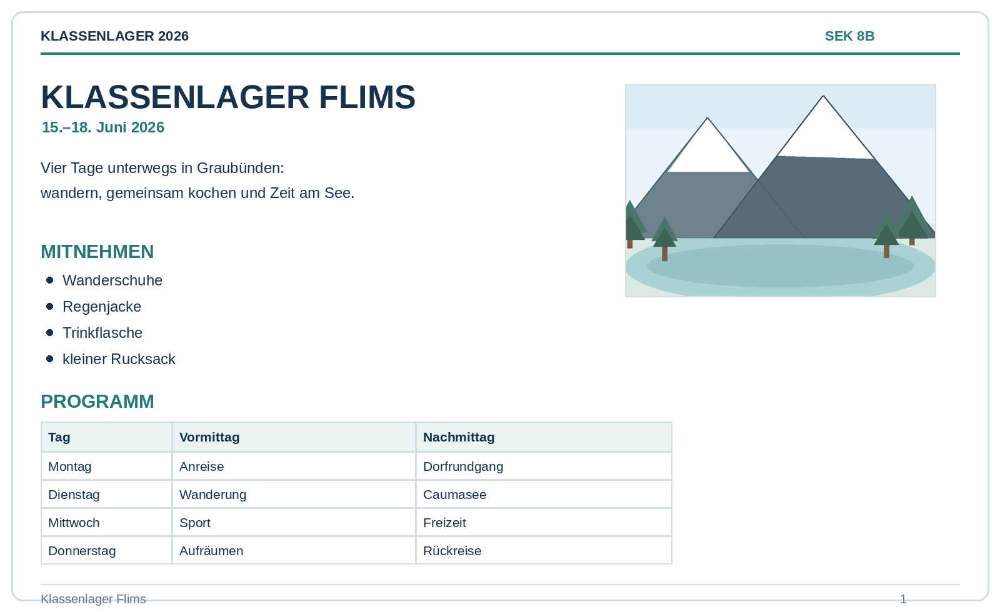 KLASSENLAGER 2026 SEK 8B
KLASSENLAGER FLIMS
15.–18. Juni 2026
Vier Tage unterwegs in Graubünden:
wandern, gemeinsam kochen und Zeit am See.
MITNEHMEN
● Wanderschuhe
● Regenjacke
● Trinkflasche
● kleiner Rucksack
PROGRAMM
Tag Vormittag Nachmittag
Montag Anreise Dorfrundgang
Dienstag Wanderung Caumasee
Mittwoch Sport Freizeit
Donnerstag Aufräumen Rückreise
Klassenlager Flims 1